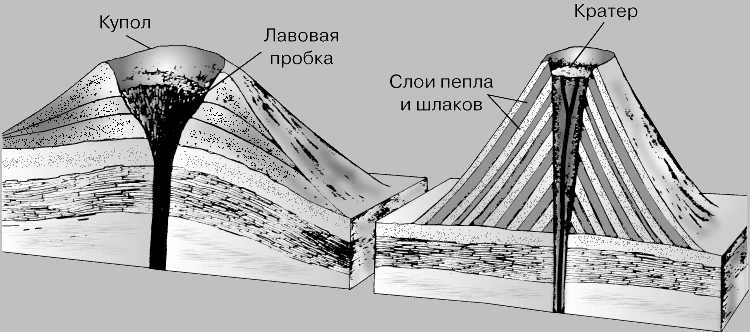 Купол
Лавовая
пробка
Кратер
Слои пепла
и шлаков